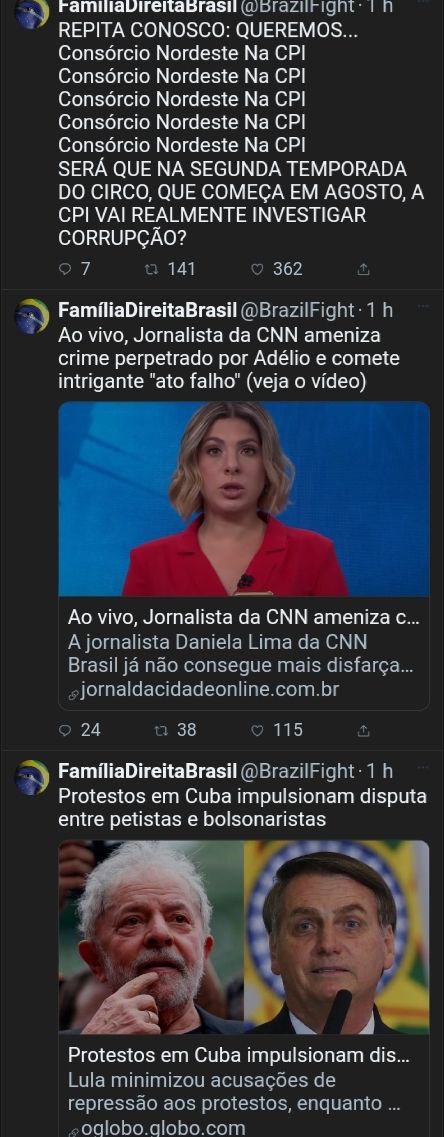 FamíliaDireitaBrasil @BrazilFight · 1 h
REPITA CONOSCO: QUEREMOS...
Consórcio Nordeste Na CPI
Consórcio Nordeste Na CPI
Consórcio Nordeste Na CPI
Consórcio Nordeste Na CPI
Consórcio Nordeste Na CPI
SERÁ QUE NA SEGUNDA TEMPORADA
DO CIRCO, QUE COMEÇA EM AGOSTO, A
CPI VAI REALMENTE INVESTIGAR
CORRUPÇÃO?
7 141 362
FamíliaDireitaBrasil @BrazilFight · 1 h
Ao vivo, Jornalista da CNN ameniza
crime perpetrado por Adélio e comete
intrigante "ato falho" (veja o vídeo)
Ao vivo, Jornalista da CNN ameniza c...
A jornalista Daniela Lima da CNN
Brasil já não consegue mais disfarça...
jornaldacidadeonline.com.br
24 38 115
FamíliaDireitaBrasil @BrazilFight · 1 h
Protestos em Cuba impulsionam disputa
entre petistas e bolsonaristas
Protestos em Cuba impulsionam dis...
Lula minimizou acusações de
repressão aos protestos, enquanto ...
oglobo.globo.com